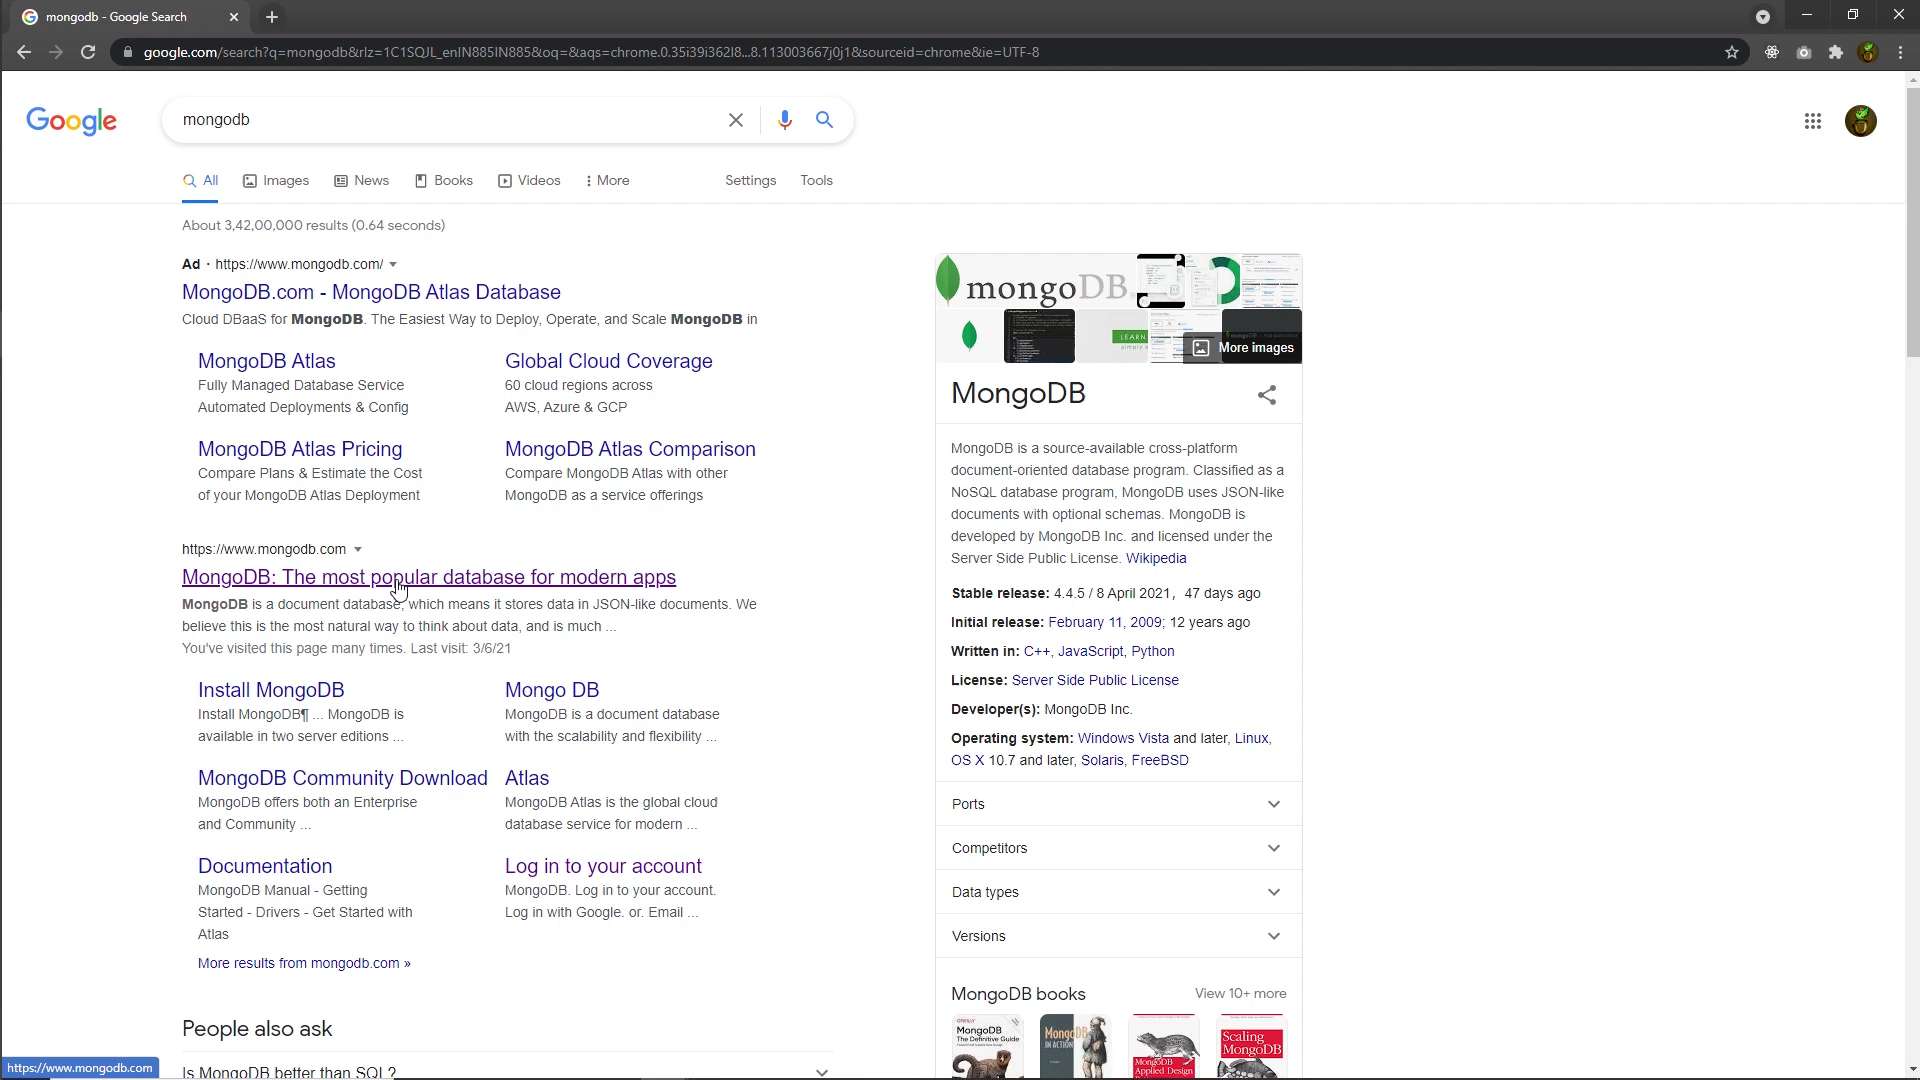 mongodb - Google Search
google.com/search?q=mongodb&rlz=1C1SQJL_enIN885IN885&oq=&aqs=chrome.0.35i39i362l8...8.113003667j0j1&sourceid=chrome&ie=UTF-8
Google
mongodb
All
Images
News
Books
Videos
More
Settings
Tools
About 3,42,00,000 results (0.64 seconds)
Ad · https://www.mongodb.com/
MongoDB.com - MongoDB Atlas Database
Cloud DBaaS for MongoDB. The Easiest Way to Deploy, Operate, and Scale MongoDB in
MongoDB Atlas
Fully Managed Database Service
Automated Deployments & Config
Global Cloud Coverage
60 cloud regions across
AWS, Azure & GCP
MongoDB Atlas Pricing
Compare Plans & Estimate the Cost
of your MongoDB Atlas Deployment
MongoDB Atlas Comparison
Compare MongoDB Atlas with other
MongoDB as a service offerings
https://www.mongodb.com
MongoDB: The most popular database for modern apps
MongoDB is a document database, which means it stores data in JSON-like documents. We
believe this is the most natural way to think about data, and is much ...
You've visited this page many times. Last visit: 3/6/21
Install MongoDB
Install MongoDB¶ ... MongoDB is
available in two server editions ...
Mongo DB
MongoDB is a document database
with the scalability and flexibility ...
MongoDB Community Download
MongoDB offers both an Enterprise
and Community ...
Atlas
MongoDB Atlas is the global cloud
database service for modern ...
Documentation
MongoDB Manual - Getting
Started - Drivers - Get Started with
Atlas
Log in to your account
MongoDB. Log in to your account.
Log in with Google. or. Email ...
More results from mongodb.com »
People also ask
Is MongoDB better than SQL?
https://www.mongodb.com
mongoDB
LEARN
More images
MongoDB
MongoDB is a source-available cross-platform
document-oriented database program. Classified as a
NoSQL database program, MongoDB uses JSON-like
documents with optional schemas. MongoDB is
developed by MongoDB Inc. and licensed under the
Server Side Public License. Wikipedia
Stable release: 4.4.5 / 8 April 2021, 47 days ago
Initial release: February 11, 2009; 12 years ago
Written in: C++, JavaScript, Python
License: Server Side Public License
Developer(s): MongoDB Inc.
Operating system: Windows Vista and later, Linux,
OS X 10.7 and later, Solaris, FreeBSD
Ports
Competitors
Data types
Versions
MongoDB books
View 10+ more
O'REILLY
MongoDB
The Definitive Guide
MongoDB
IN ACTION
MongoDB
Applied Design
Scaling
MongoDB